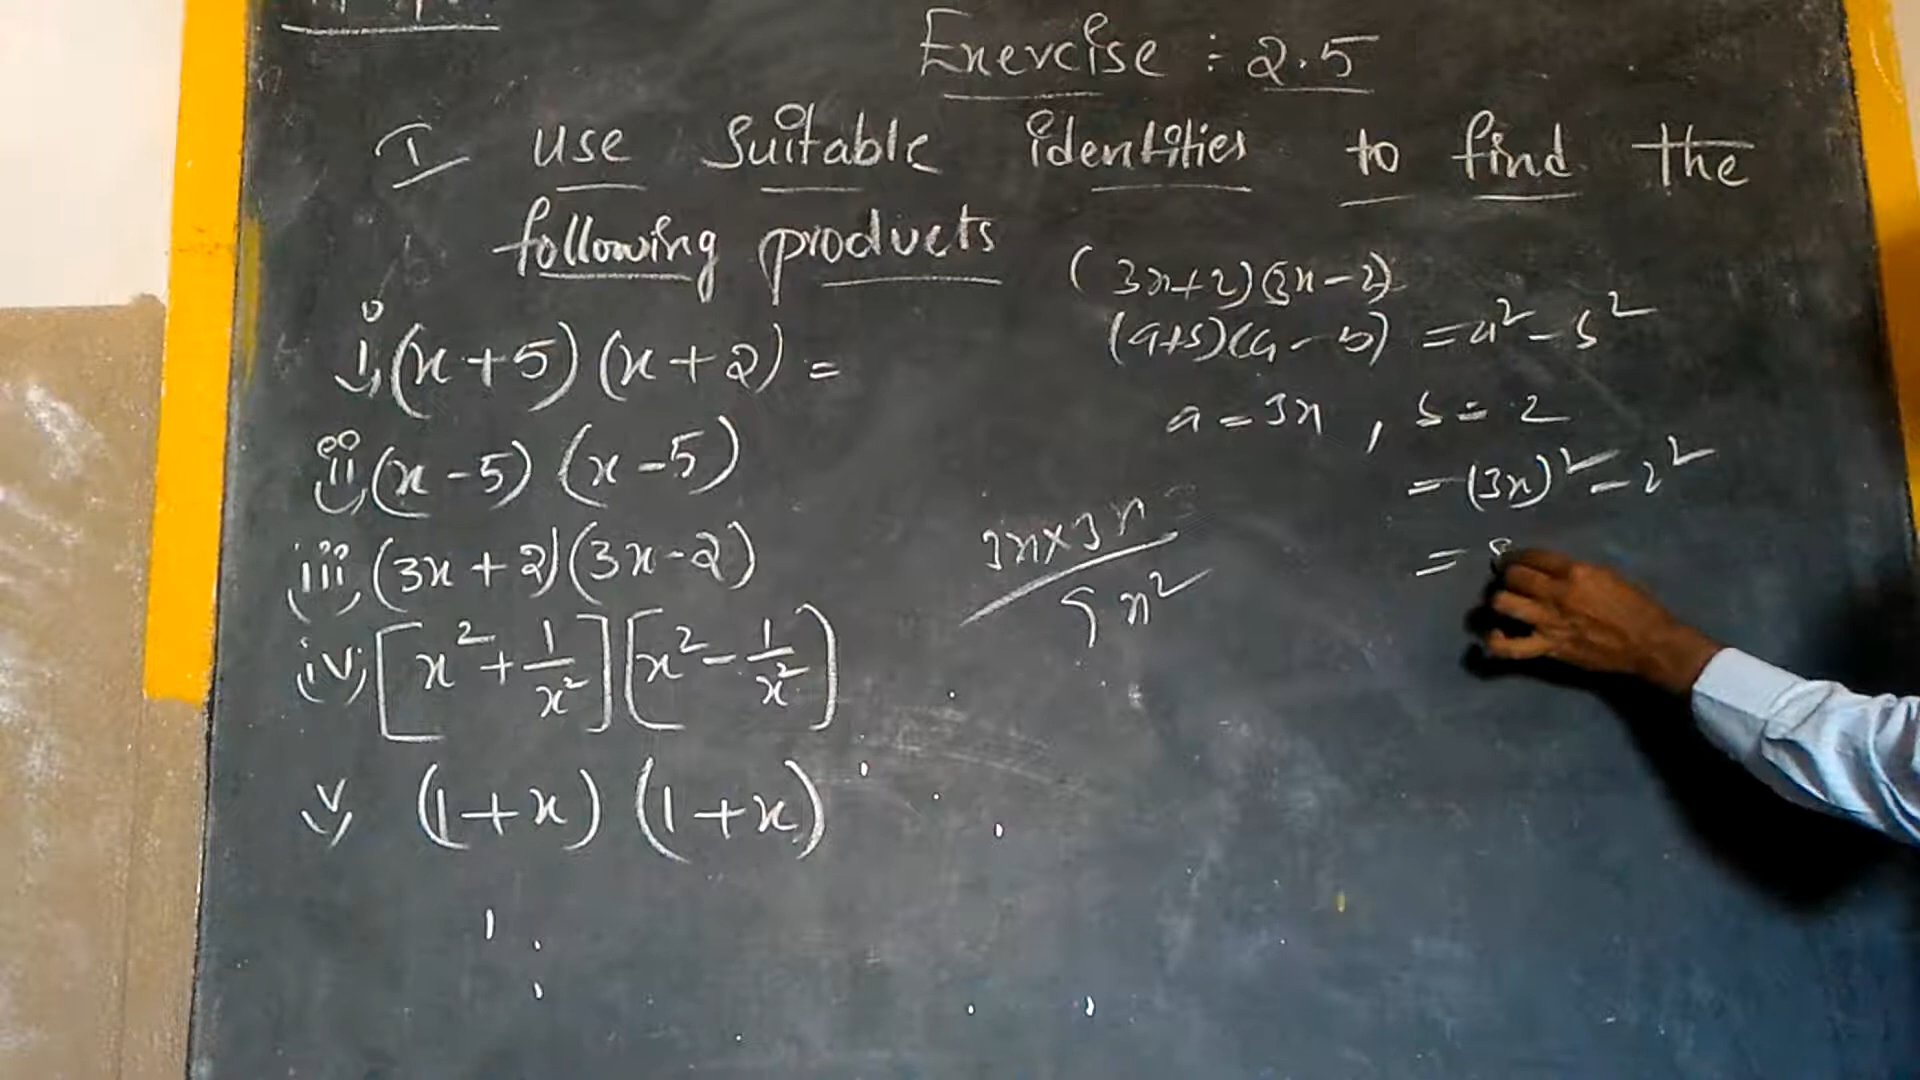 Exercise : 2.5
I use suitable identities to find the
following products
i) (x+5) (x+2) =
ii) (x-5) (x-5)
iii) (3x+2) (3x-2)
iv) [x²+1/x²] [x²-1/x²)
v) (1+x) (1+x)
(3x+2)(3x-2)
(a+b)(a-b) = a²-b²
a=3x, b=2
= (3x)²-2²
=
3x×3x
9x²